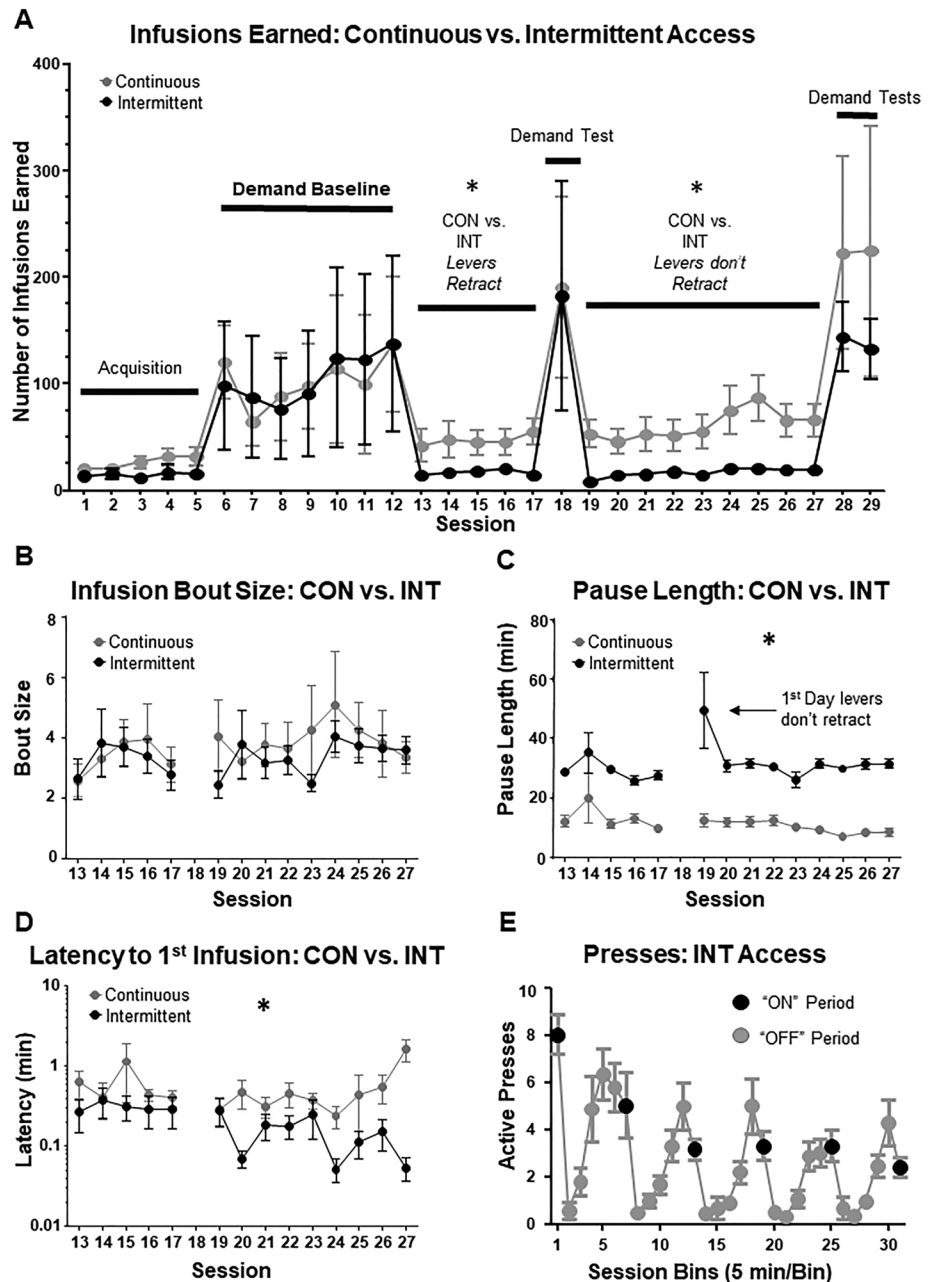 A
Infusions Earned: Continuous vs. Intermittent Access
Number of Infusions Earned
400
300
200
100
0
Continuous
Intermittent
Acquisition
Demand Baseline
*
CON vs.
INT
Levers
Retract
Demand Test
*
CON vs.
INT
Levers don't
Retract
Demand Tests
1 2 3 4 5 6 7 8 9 10 11 12 13 14 15 16 17 18 19 20 21 22 23 24 25 26 27 28 29
Session
B
Infusion Bout Size: CON vs. INT
Bout Size
8
6
4
2
0
Continuous
Intermittent
13 14 15 16 17 18 19 20 21 22 23 24 25 26 27
Session
C
Pause Length: CON vs. INT
Pause Length (min)
80
60
40
20
0
Continuous
Intermittent
*
1st Day levers
don't retract
13 14 15 16 17 18 19 20 21 22 23 24 25 26 27
Session
D
Latency to 1st Infusion: CON vs. INT
Latency (min)
10
1
0.1
0.01
Continuous
Intermittent
*
13 14 15 16 17 18 19 20 21 22 23 24 25 26 27
Session
E
Presses: INT Access
Active Presses
10
8
6
4
2
0
"ON" Period
"OFF" Period
1 5 10 15 20 25 30
Session Bins (5 min/Bin)